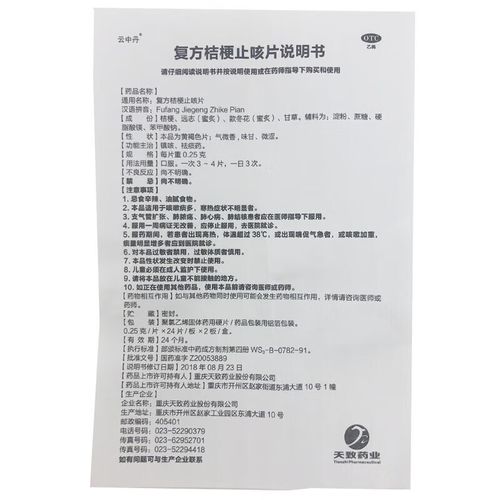 云中丹
复方桔梗止咳片说明书
OTC
乙类
请仔细阅读说明书并按说明使用或在药师指导下购买和使用
【药品名称】
通用名称：复方桔梗止咳片
汉语拼音：Fufang Jiegeng Zhike Pian
【成 份】桔梗、远志（蜜炙）、款冬花（蜜炙）、甘草。辅料为：淀粉、蔗糖、硬
脂酸镁、苯甲酸钠。
【性 状】本品为黄褐色片；气微香，味甘、微涩。
【功能主治】镇咳、祛痰药。
【规 格】每片重0.25克
【用法用量】口服。一次3～4片，一日3次。
【不良反应】尚不明确。
【禁 忌】尚不明确。
【注意事项】
1. 忌食辛辣、油腻食物。
2. 本品适用于咳嗽痰多，寒热症状不明显者。
3. 支气管扩张、肺脓疡、肺心病、肺结核患者应在医师指导下服用。
4. 服用一周病证无改善，应停止服用，去医院就诊。
5. 服药期间，若患者出现高热，体温超过38℃，或出现喘促气急者，或咳嗽加重，
痰量明显增多者应到医院就诊。
6. 对本品过敏者禁用，过敏体质者慎用。
7. 本品性状发生改变时禁止使用。
8. 儿童必须在成人监护下使用。
9. 请将本品放在儿童不能接触的地方。
10. 如正在使用其他药品，使用本品前请咨询医师或药师。
【药物相互作用】如与其他药物同时使用可能会发生药物相互作用，详情请咨询医师或
药师。
【贮 藏】密封。
【包 装】聚氯乙烯固体药用硬片/药品包装用铝箔包装。
0.25克/片×24片/板×2板/盒。
【有 效 期】24个月。
【执行标准】部颁标准中药成方制剂第四册 WS₃-B-0782-91。
【批准文号】国药准字Z20053889
【说明书修订日期】2018年08月23日
【药品上市许可持有人】重庆天致药业股份有限公司
【药品上市许可持有人地址】重庆市开州区赵家街道东浦大道10号1幢
【生产企业】
企业名称：重庆天致药业股份有限公司
生产地址：重庆市开州区赵家工业园区东浦大道10号
邮政编码：405401
电话号码：023-52290379
传真号码：023-62952701
传真号码：023-52294418
如有问题可与生产企业联系
天致药业
Tianzhi Pharmaceutical